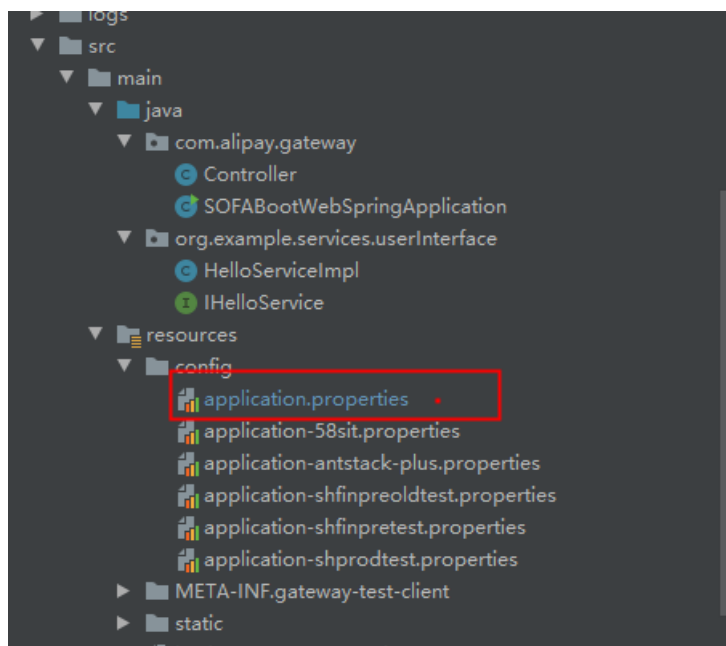 logs
src
main
java
com.alipay.gateway
Controller
SOFABootWebSpringApplication
org.example.services.userInterface
HelloServiceImpl
IHelloService
resources
config
application.properties
application-58sit.properties
application-antstack-plus.properties
application-shfinpreoldtest.properties
application-shfinpretest.properties
application-shprodtest.properties
META-INF.gateway-test-client
static